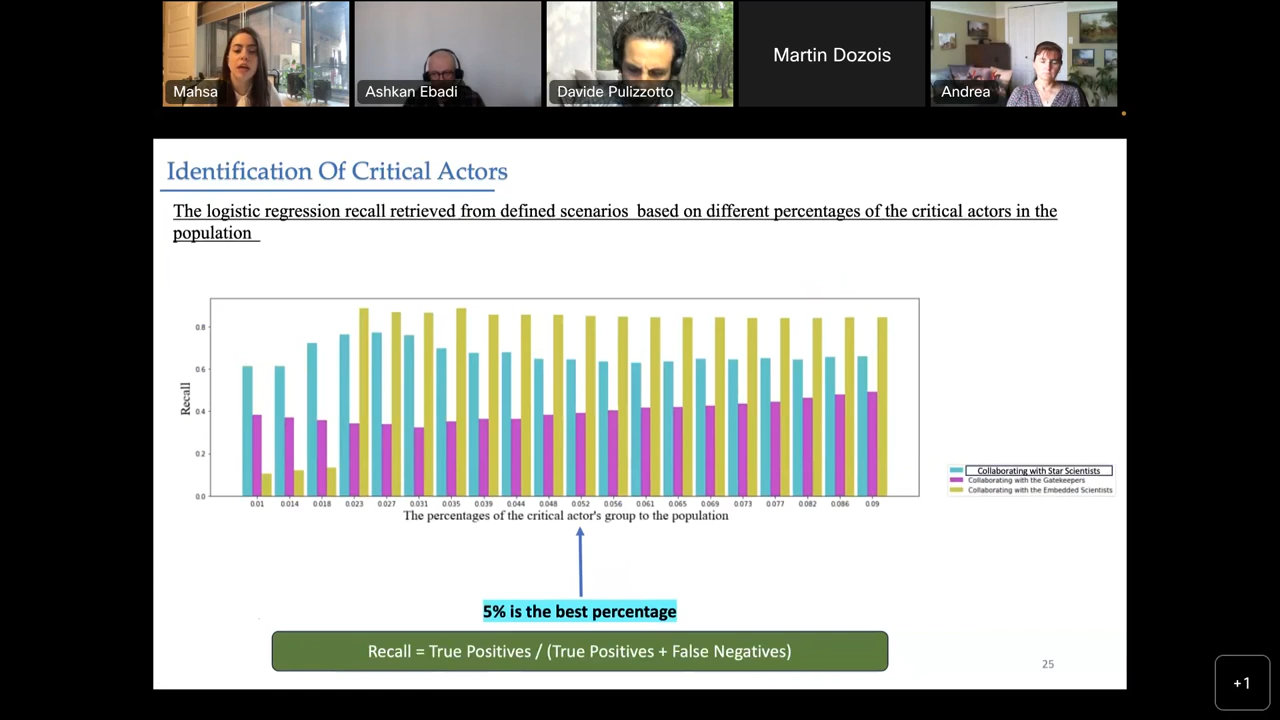 Mahsa
Ashkan Ebadi
Davide Pulizzotto
Martin Dozois
Andrea
Identification Of Critical Actors
The logistic regression recall retrieved from defined scenarios based on different percentages of the critical actors in the
population
Recall
0.8
0.6
0.4
0.2
0.0
0.01 0.014 0.018 0.023 0.027 0.031 0.035 0.039 0.044 0.048 0.052 0.056 0.061 0.065 0.069 0.073 0.077 0.082 0.086 0.09
The percentages of the critical actor's group to the population
Collaborating with Star Scientists
Collaborating with the Gatekeepers
Collaborating with the Embedded Scientists
5% is the best percentage
Recall = True Positives / (True Positives + False Negatives)
25
+1